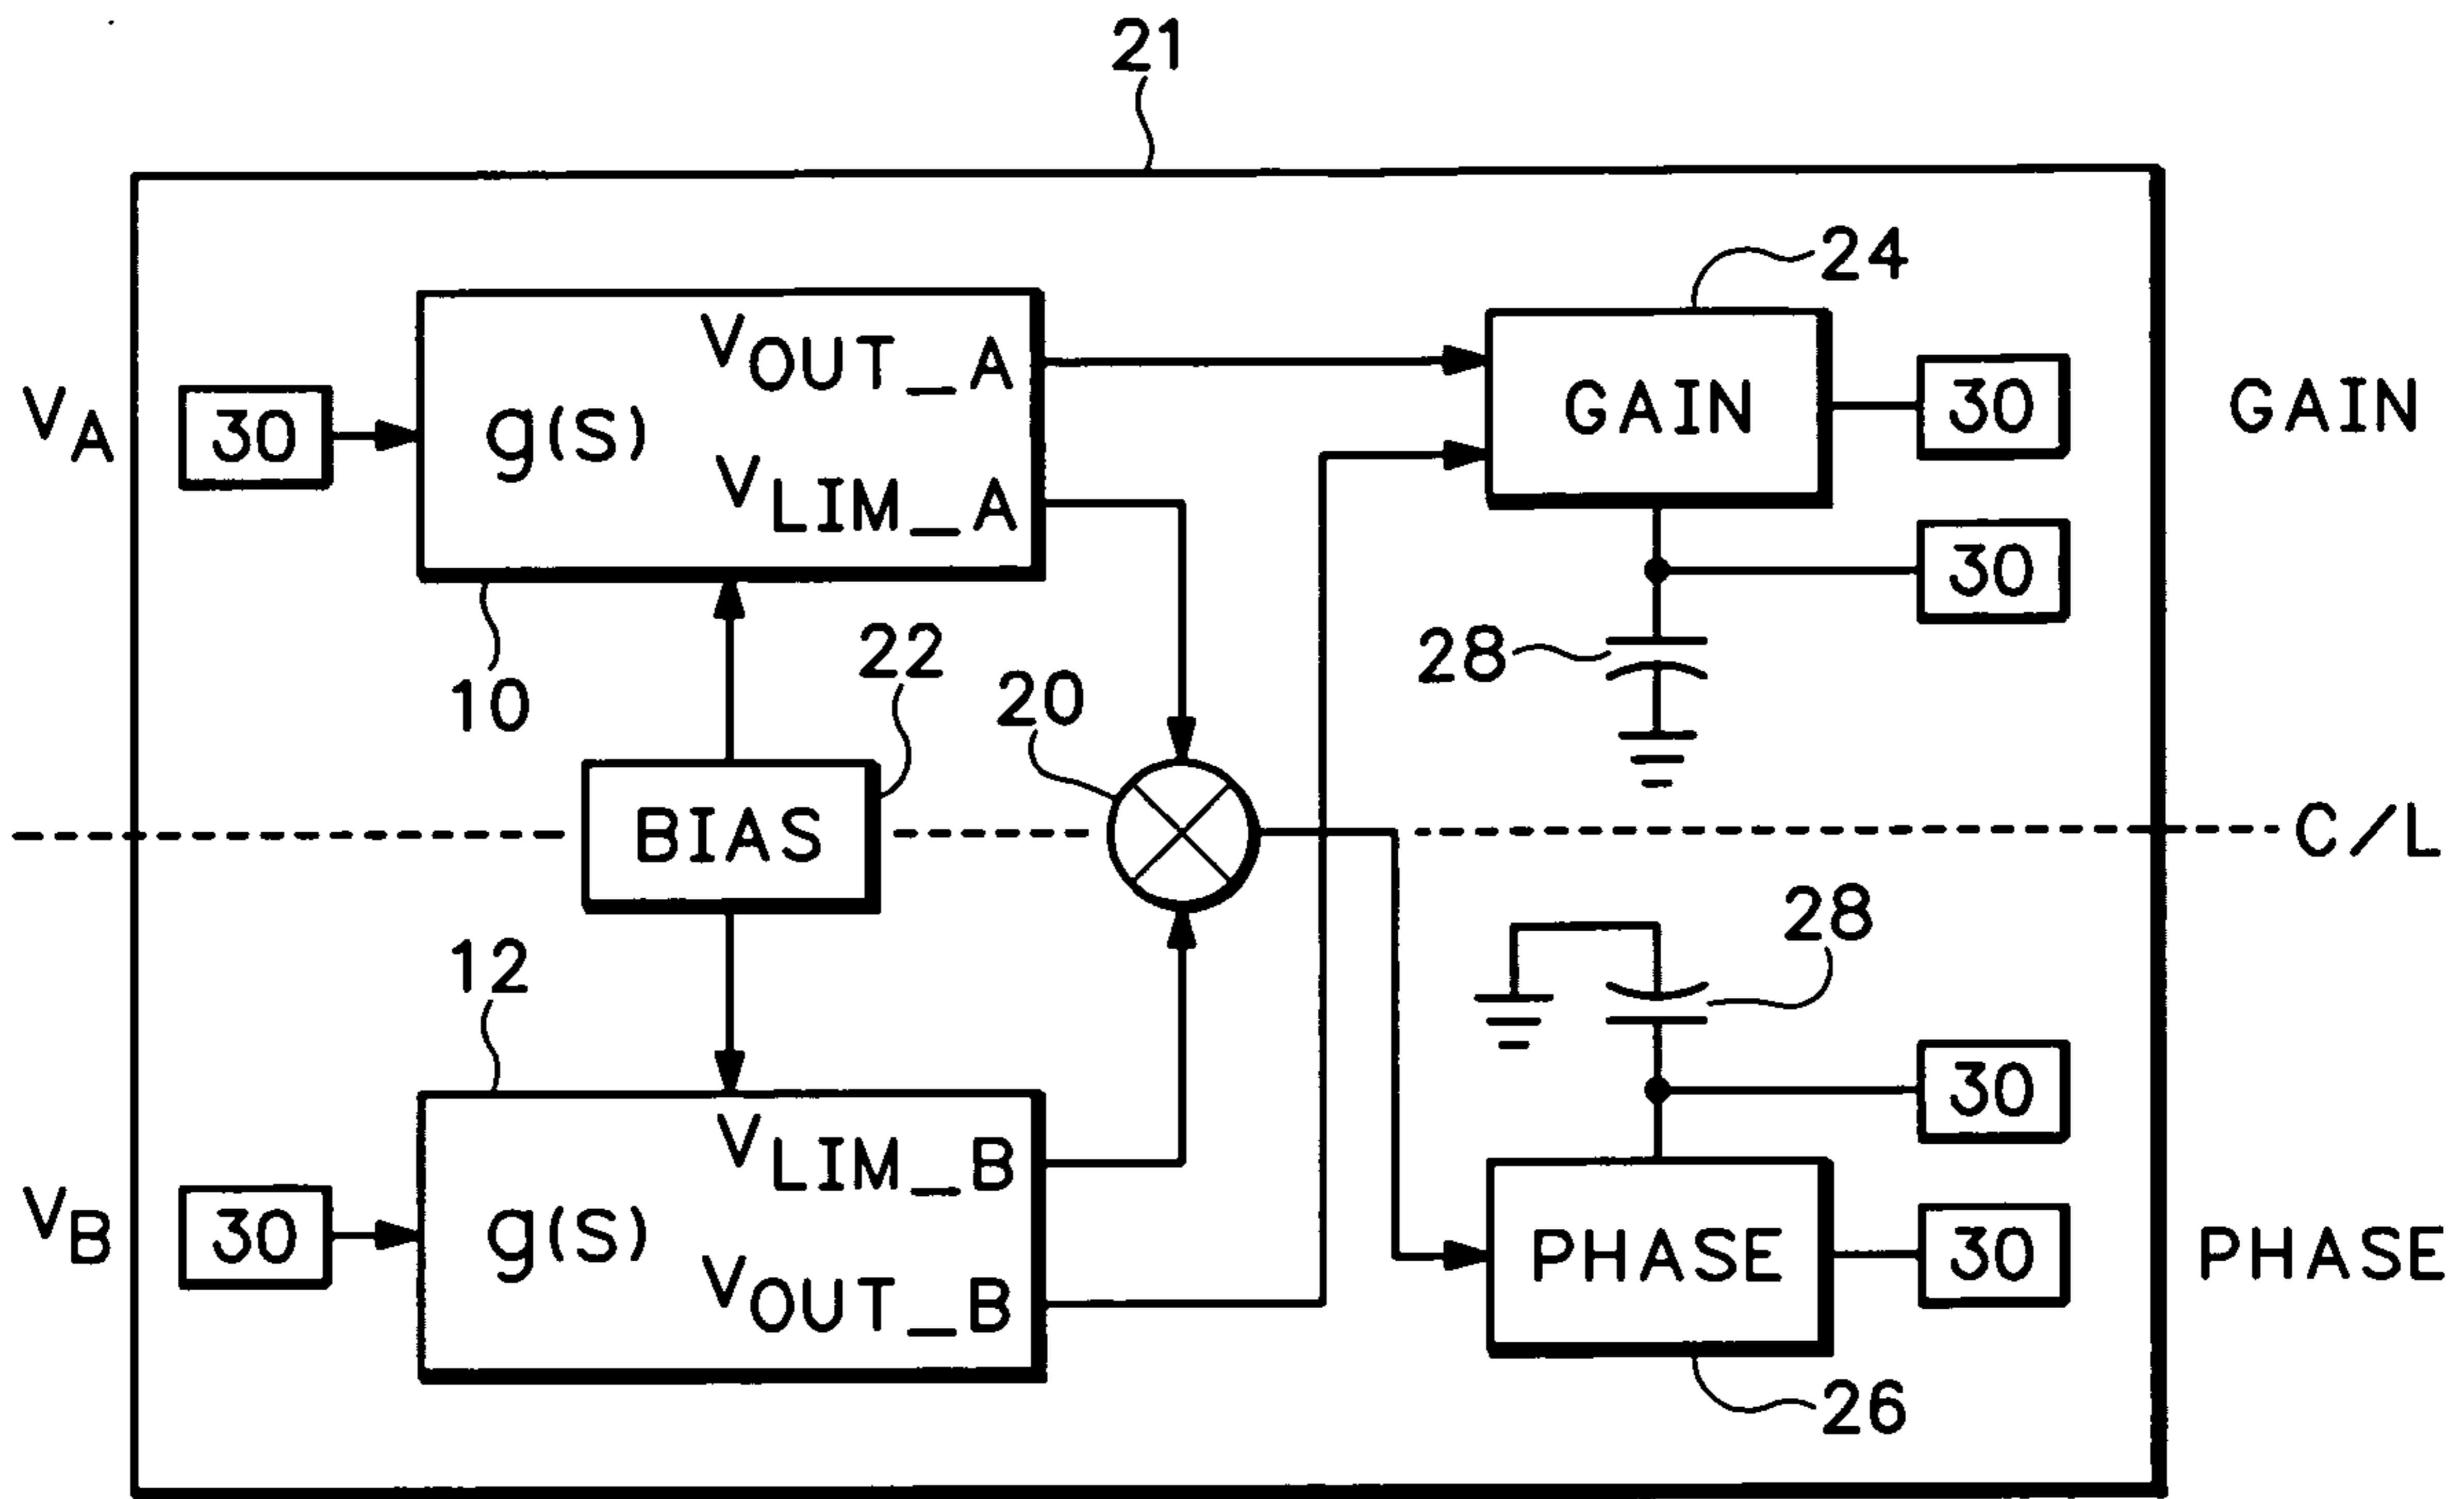 21
24
V_OUT_A
V_A
30
g(S)
GAIN
30
GAIN
V_LIM_A
30
28
10
22
20
BIAS
C/L
28
12
30
V_LIM_B
V_B
30
g(S)
PHASE
30
PHASE
V_OUT_B
26